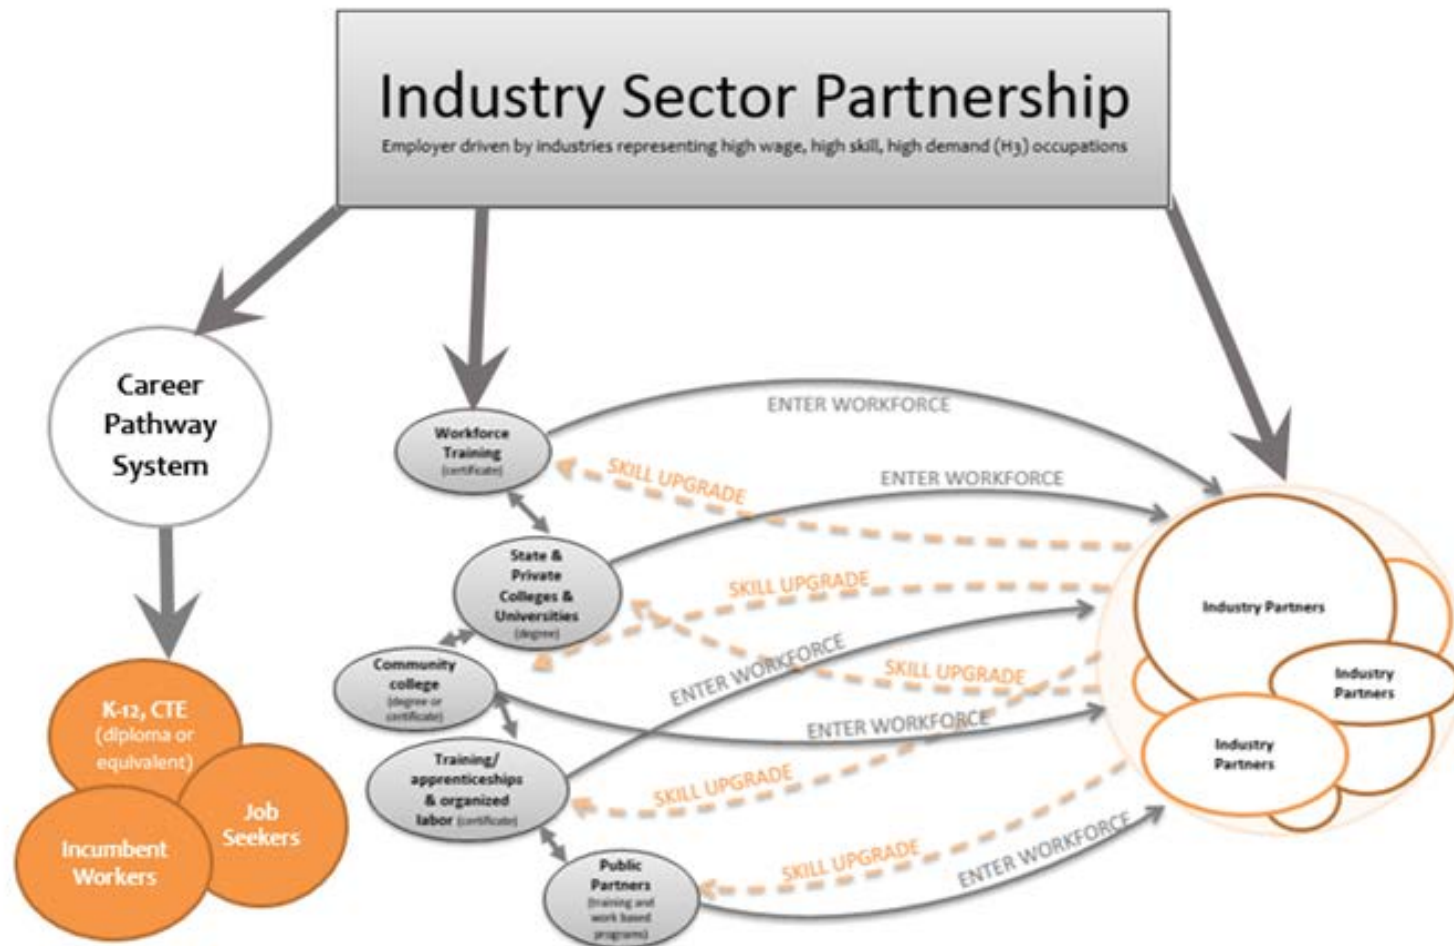 Industry Sector Partnership
Employer driven by industries representing high wage, high skill, high demand (H3) occupations
Career
Pathway
System
K-12, CTE
(diploma or
equivalent)
Job
Seekers
Incumbent
Workers
Workforce
Training
(certificate)
State &
Private
Colleges &
Universities
(degree)
Community
college
(degree or
certificate)
Training/
apprenticeships
& organized
labor (certificate)
Public
Partners
(training and
work based
programs)
ENTER WORKFORCE
SKILL UPGRADE
ENTER WORKFORCE
SKILL UPGRADE
ENTER WORKFORCE
SKILL UPGRADE
ENTER WORKFORCE
SKILL UPGRADE
SKILL UPGRADE
ENTER WORKFORCE
Industry Partners
Industry
Partners
Industry
Partners